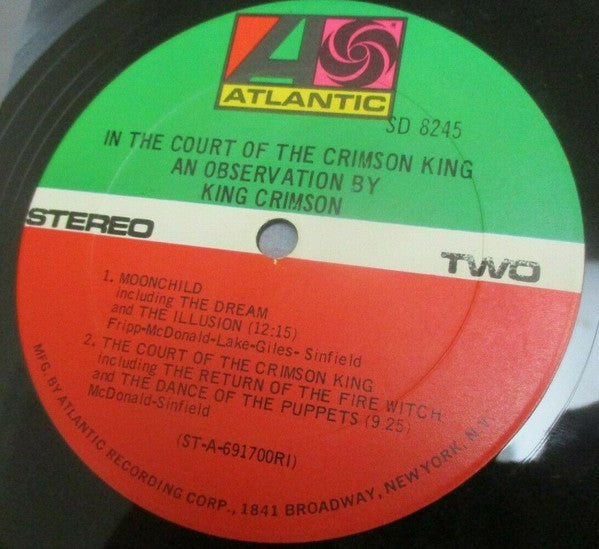 ATLANTIC
SD 8245
IN THE COURT OF THE CRIMSON KING
AN OBSERVATION BY
KING CRIMSON
STEREO
TWO
1. MOONCHILD
including THE DREAM
and THE ILLUSION (12:15)
Fripp-McDonald-Lake-Giles- Sinfield
2. THE COURT OF THE CRIMSON KING
including THE RETURN OF THE FIRE WITCH
and THE DANCE OF THE PUPPETS (9:25)
McDonald-Sinfield
(ST-A-691700RI)
MFG. BY ATLANTIC RECORDING CORP., 1841 BROADWAY, NEW YORK, N.Y.